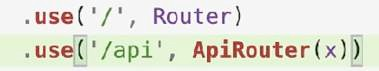 .use('/', Router)
.use('/api', ApiRouter(x))